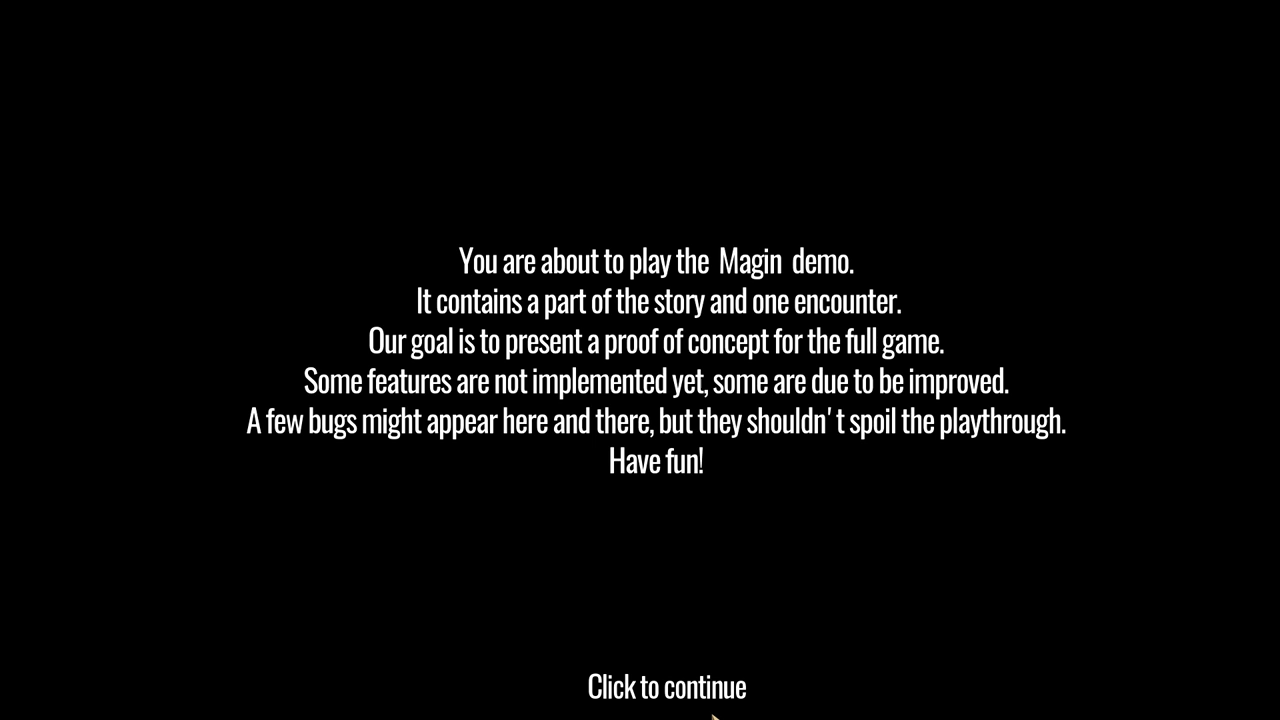 You are about to play the Magin demo.
It contains a part of the story and one encounter.
Our goal is to present a proof of concept for the full game.
Some features are not implemented yet, some are due to be improved.
A few bugs might appear here and there, but they shouldn't spoil the playthrough.
Have fun!
Click to continue